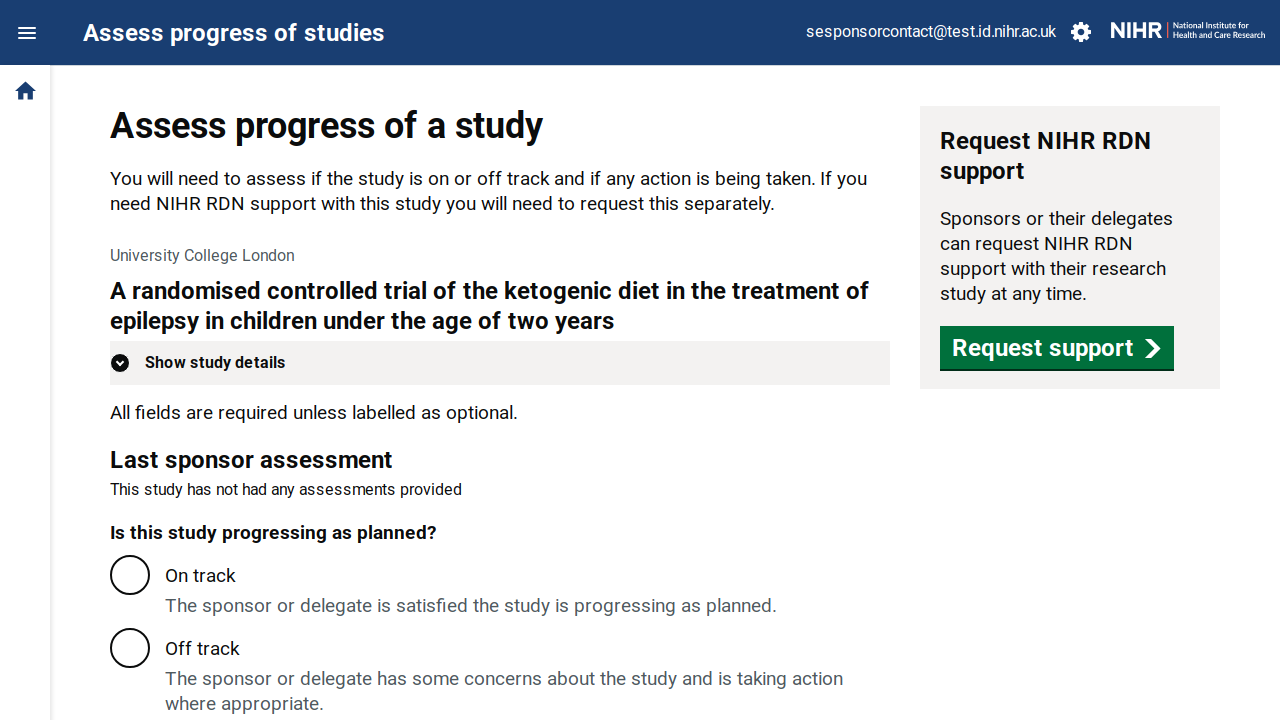 Assess progress of studies
sesponsorcontact@test.id.nihr.ac.uk
NIHR
National Institute for
Health and Care Research
Assess progress of a study
You will need to assess if the study is on or off track and if any action is being taken. If you
need NIHR RDN support with this study you will need to request this separately.
University College London
A randomised controlled trial of the ketogenic diet in the treatment of
epilepsy in children under the age of two years
Show study details
All fields are required unless labelled as optional.
Last sponsor assessment
This study has not had any assessments provided
Is this study progressing as planned?
On track
The sponsor or delegate is satisfied the study is progressing as planned.
Off track
The sponsor or delegate has some concerns about the study and is taking action
where appropriate.
Request NIHR RDN
support
Sponsors or their delegates
can request NIHR RDN
support with their research
study at any time.
Request support